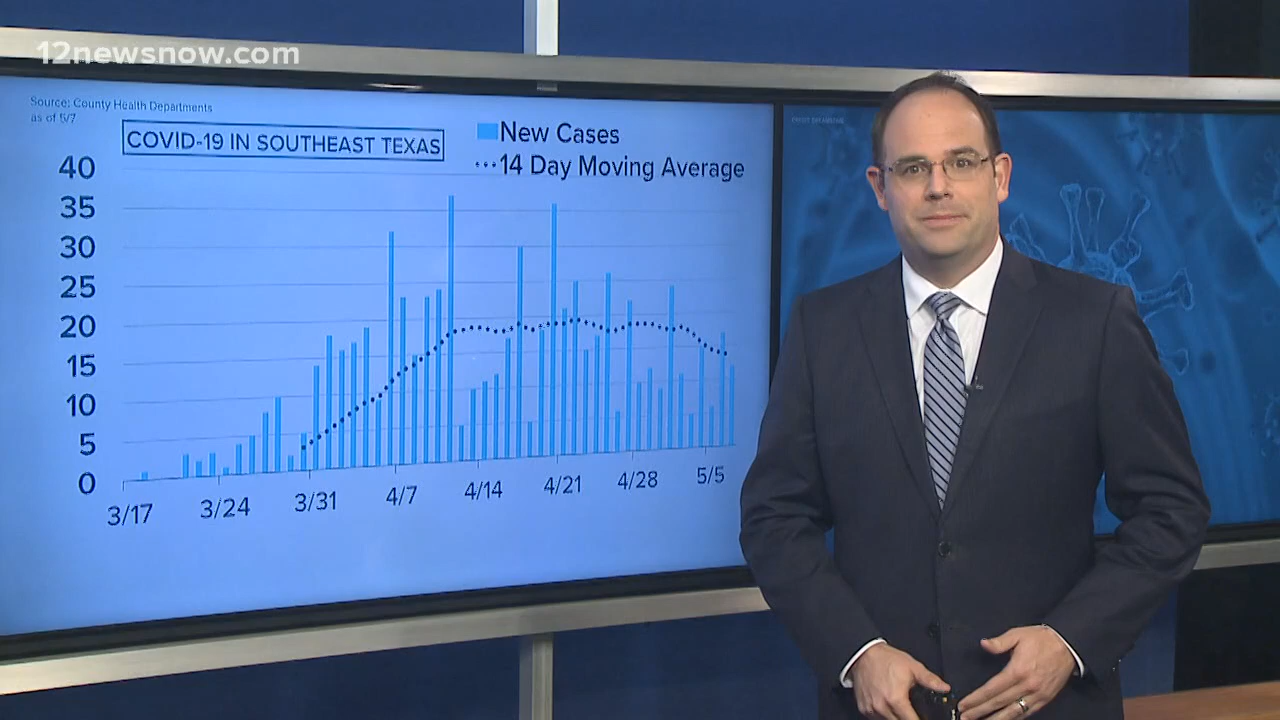 12newsnow.com
Source: County Health Departments
as of 5/7
COVID-19 IN SOUTHEAST TEXAS
New Cases
14 Day Moving Average
40
35
30
25
20
15
10
5
0
3/17
3/24
3/31
4/7
4/14
4/21
4/28
5/5